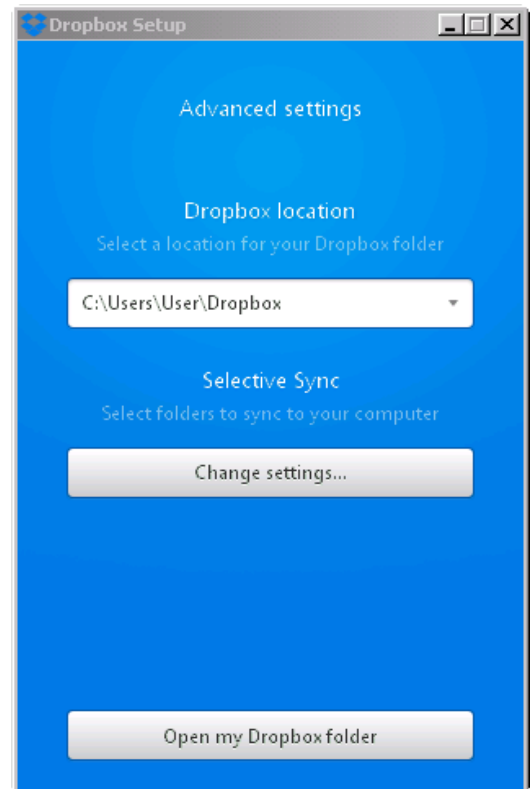 Dropbox Setup
Advanced settings
Dropbox location
Select a location for your Dropbox folder
C:\Users\User\Dropbox
Selective Sync
Select folders to sync to your computer
Change settings...
Open my Dropbox folder